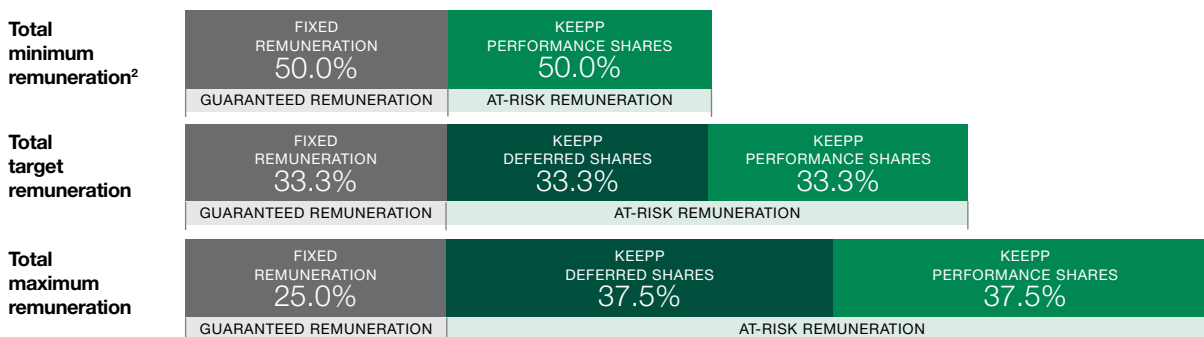 Total
minimum
remuneration²
FIXED
REMUNERATION
50.0%
KEEPP
PERFORMANCE SHARES
50.0%
GUARANTEED REMUNERATION
AT-RISK REMUNERATION
Total
target
remuneration
FIXED
REMUNERATION
33.3%
KEEPP
DEFERRED SHARES
33.3%
KEEPP
PERFORMANCE SHARES
33.3%
GUARANTEED REMUNERATION
AT-RISK REMUNERATION
Total
maximum
remuneration
FIXED
REMUNERATION
25.0%
KEEPP
DEFERRED SHARES
37.5%
KEEPP
PERFORMANCE SHARES
37.5%
GUARANTEED REMUNERATION
AT-RISK REMUNERATION